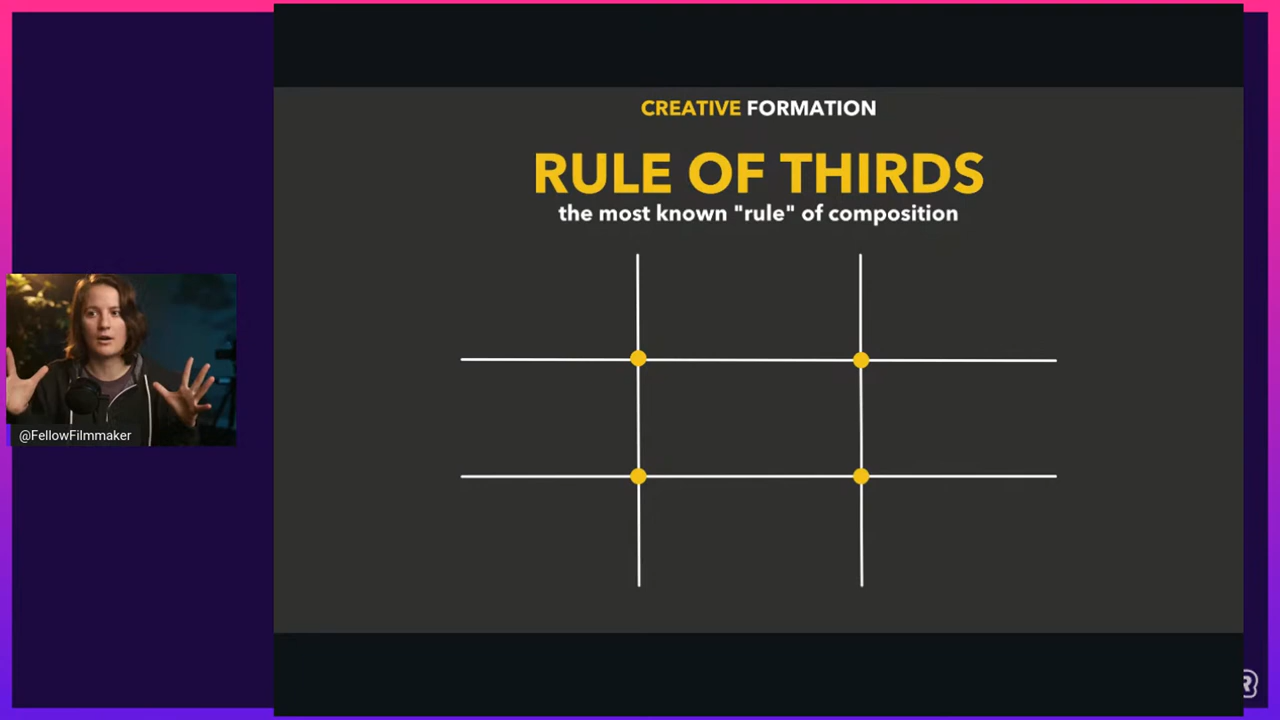 CREATIVE FORMATION
RULE OF THIRDS
the most known "rule" of composition
@FellowFilmmaker
R